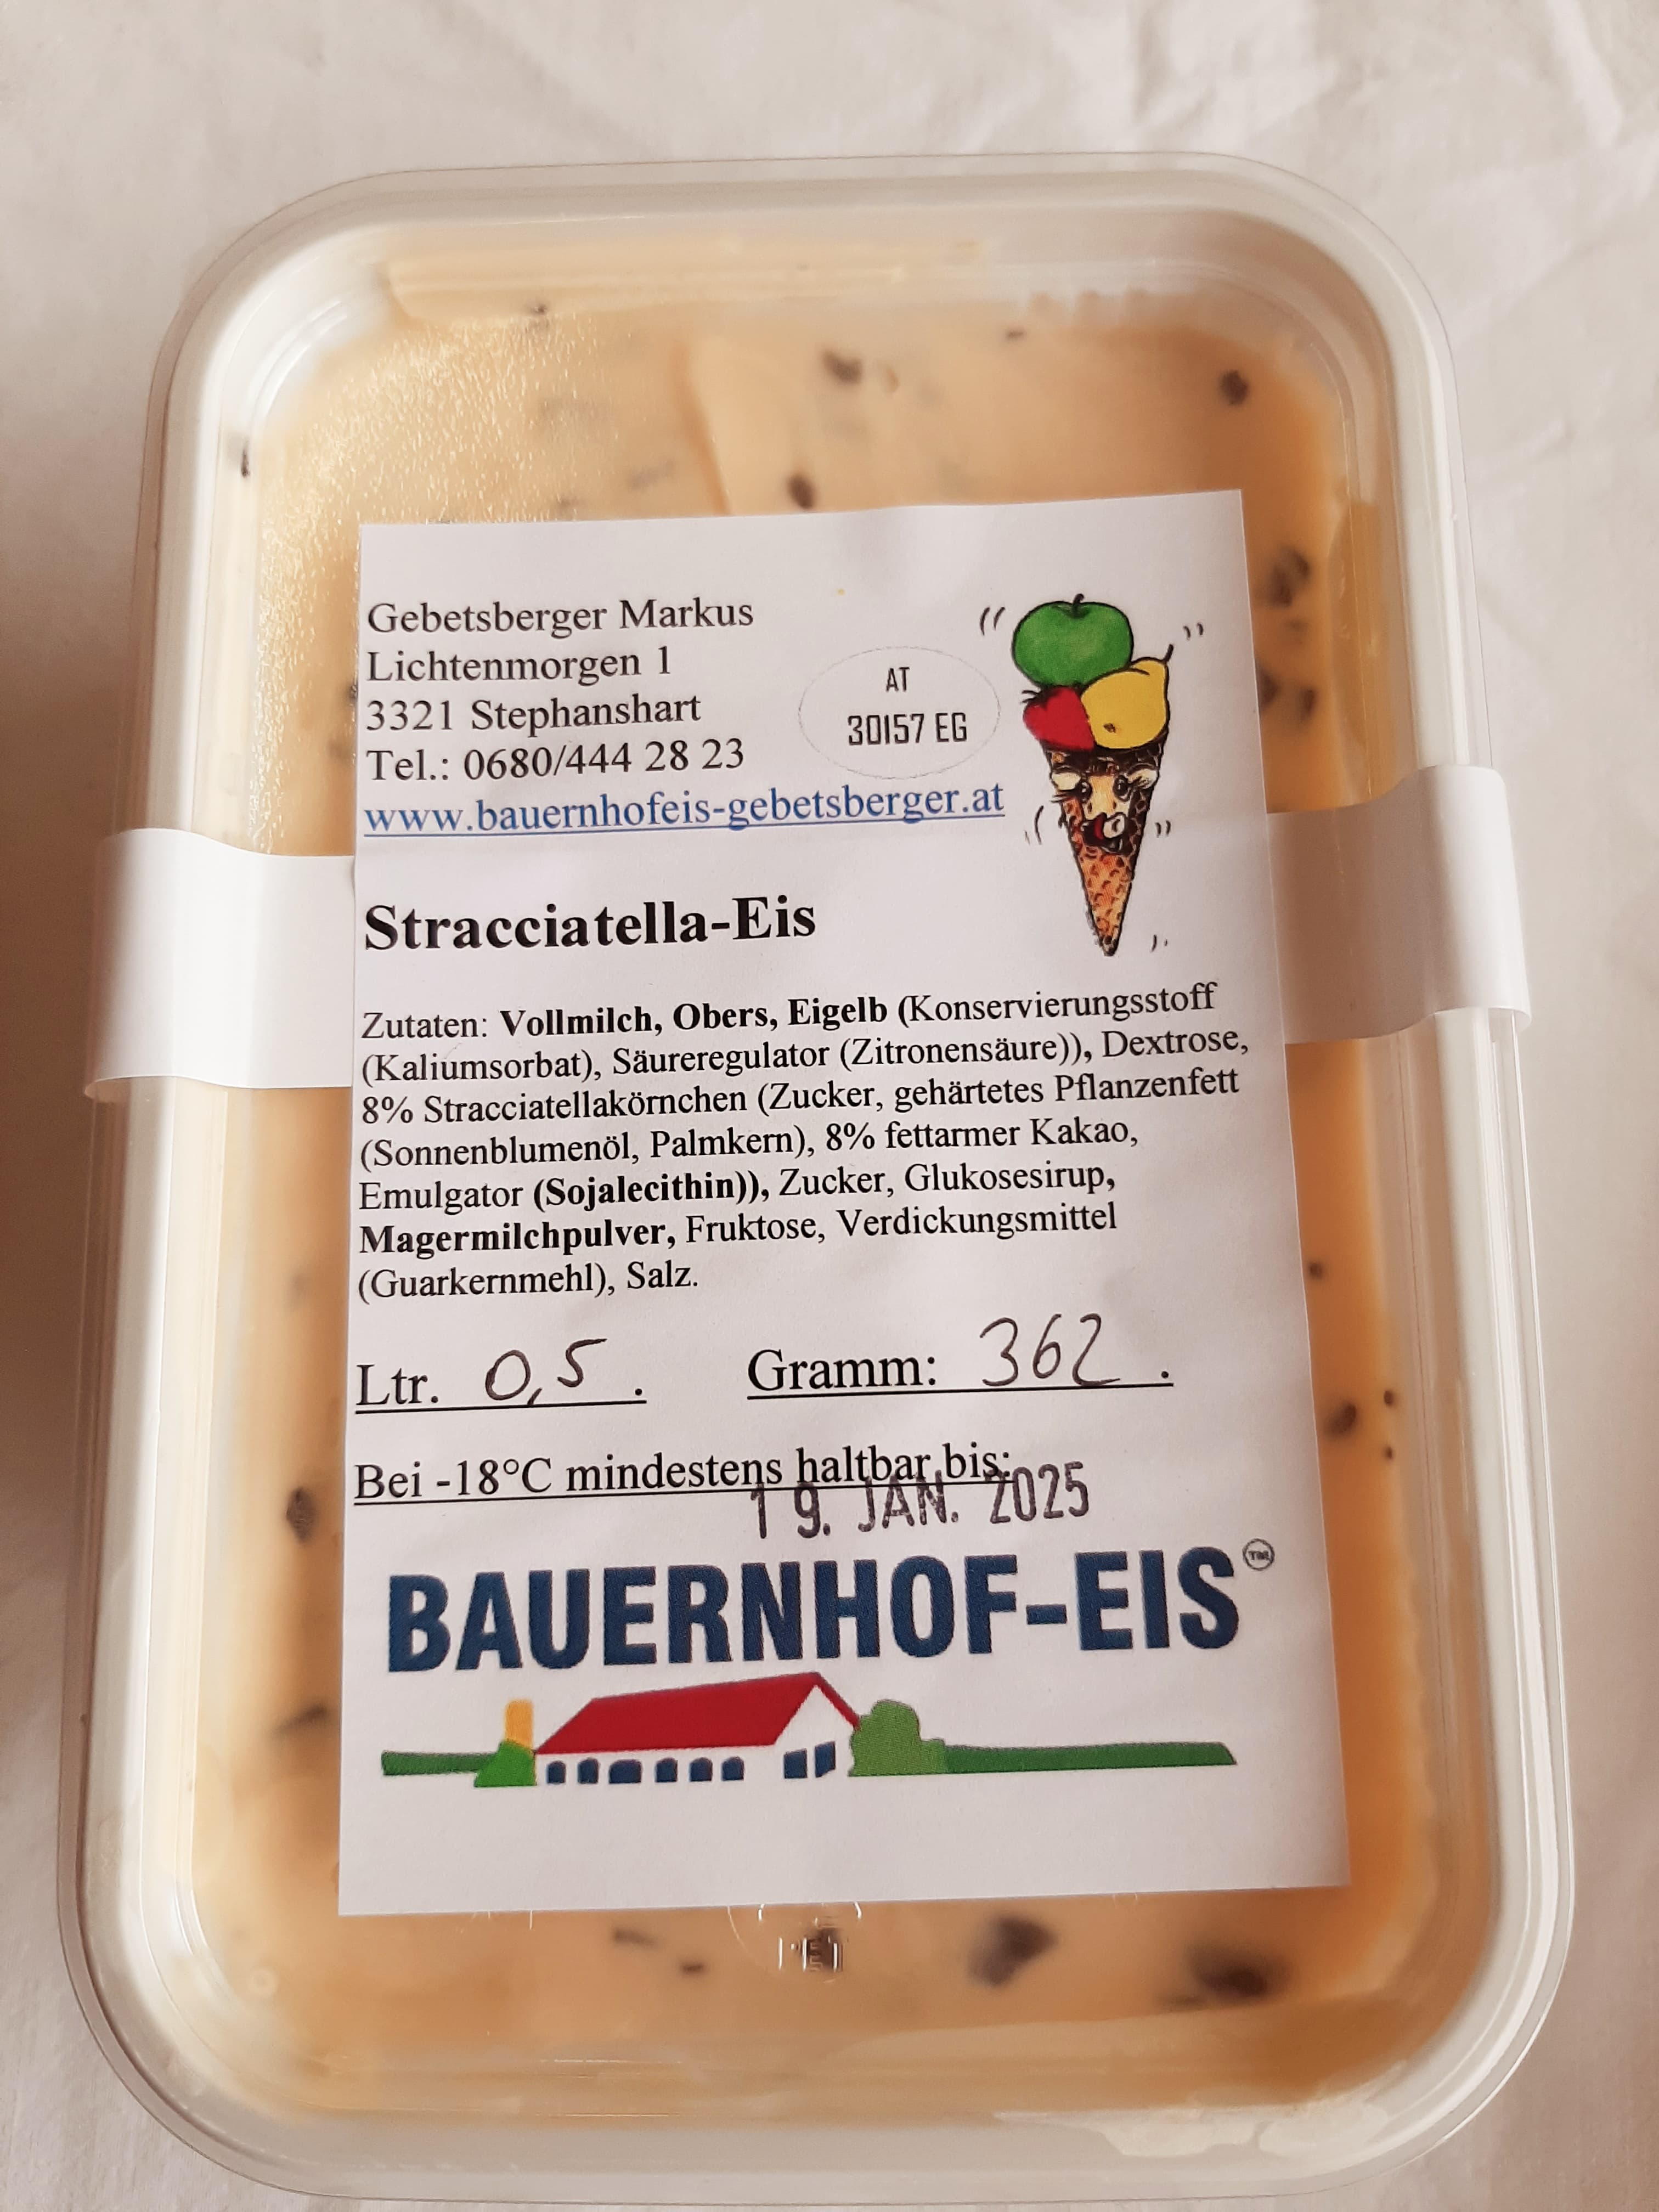 Gebetsberger Markus
Lichtenmorgen 1
3321 Stephanshart
Tel.: 0680/444 28 23
www.bauernhofeis-gebetsberger.at
AT
30157 EG
Stracciatella-Eis
Zutaten: Vollmilch, Obers, Eigelb (Konservierungsstoff
(Kaliumsorbat), Säureregulator (Zitronensäure)), Dextrose,
8% Stracciatellakörnchen (Zucker, gehärtetes Pflanzenfett
(Sonnenblumenöl, Palmkern), 8% fettarmer Kakao,
Emulgator (Sojalecithin)), Zucker, Glukosesirup,
Magermilchpulver, Fruktose, Verdickungsmittel
(Guarkernmehl), Salz.
Ltr. 0,5 . Gramm: 362 .
Bei -18°C mindestens haltbar bis:
19. JAN. 2025
BAUERNHOF-EIS TM